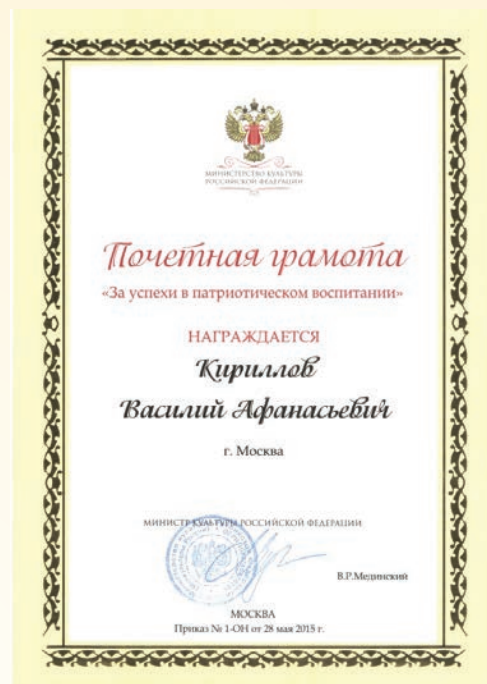 МИНИСТЕРСТВО КУЛЬТУРЫ
РОССИЙСКОЙ ФЕДЕРАЦИИ
Почетная грамота
«За успехи в патриотическом воспитании»
НАГРАЖДАЕТСЯ
Кириллов
Василий Афанасьевич
г. Москва
МИНИСТР КУЛЬТУРЫ РОССИЙСКОЙ ФЕДЕРАЦИИ
В.Р.Мединский
МОСКВА
Приказ № 1-ОН от 28 мая 2015 г.